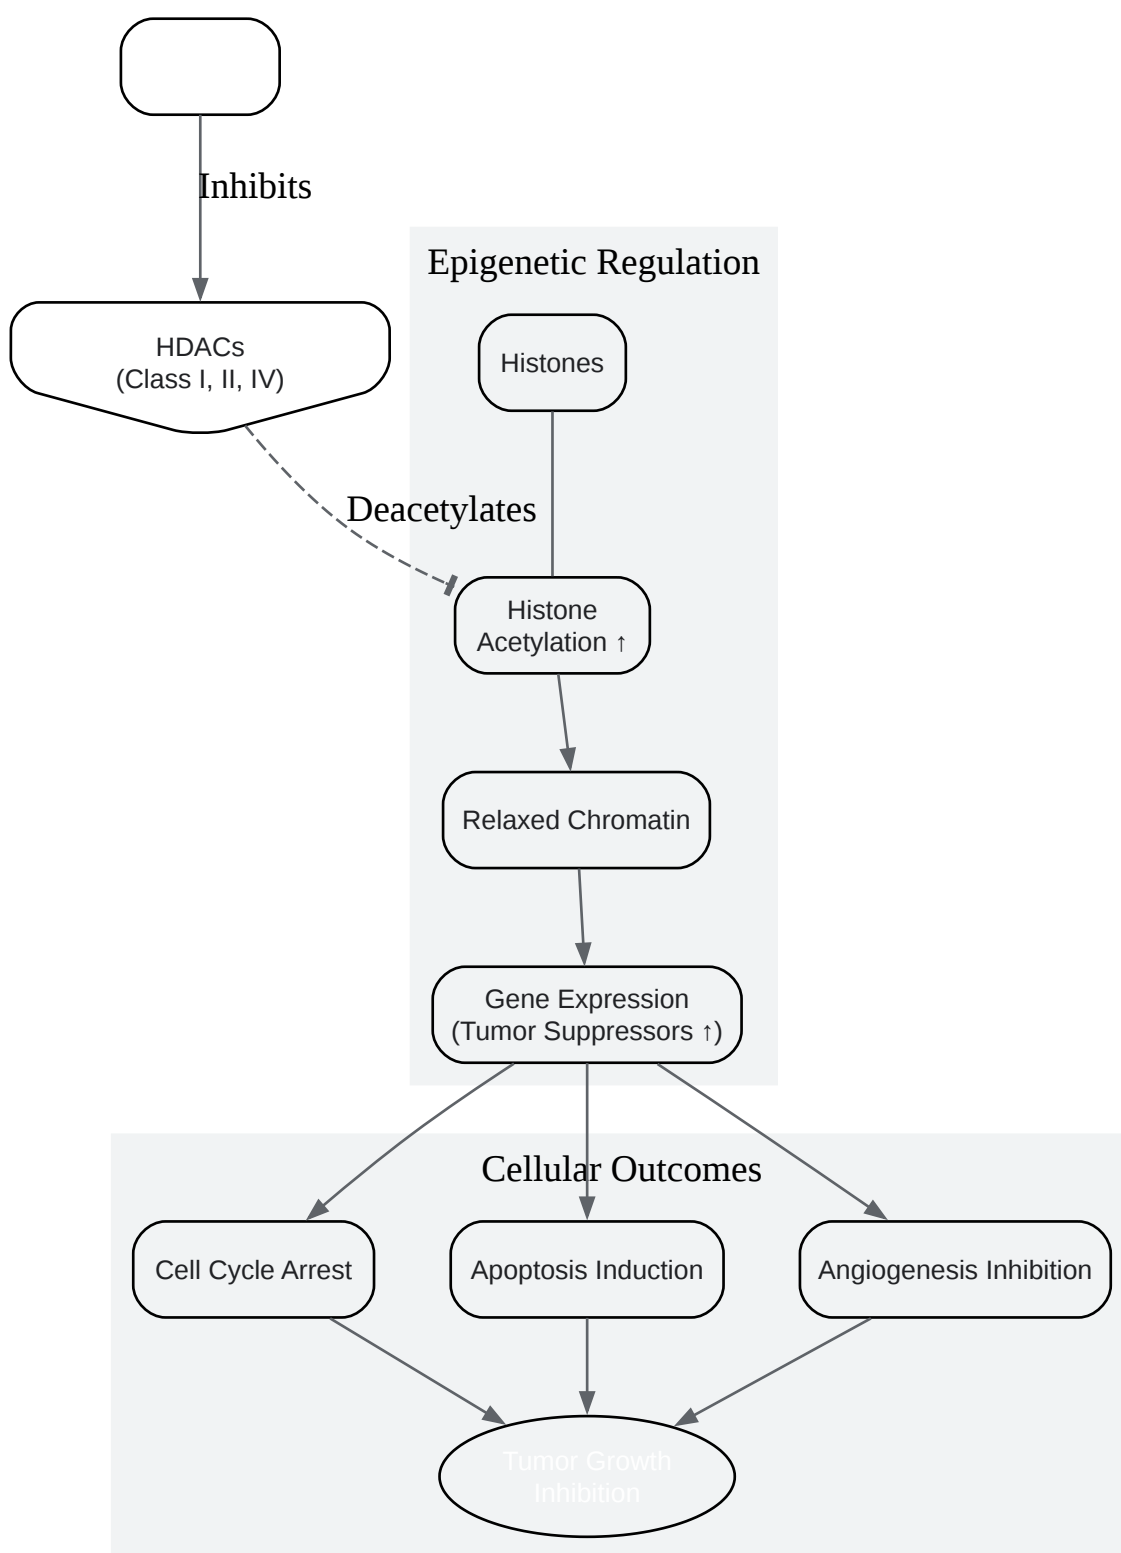 Inhibits
Epigenetic Regulation
HDACs
(Class I, II, IV)
Histones
Deacetylates
Histone
Acetylation ↑
Relaxed Chromatin
Gene Expression
(Tumor Suppressors ↑)
Cellular Outcomes
Cell Cycle Arrest
Apoptosis Induction
Angiogenesis Inhibition
Tumor Growth
Inhibition